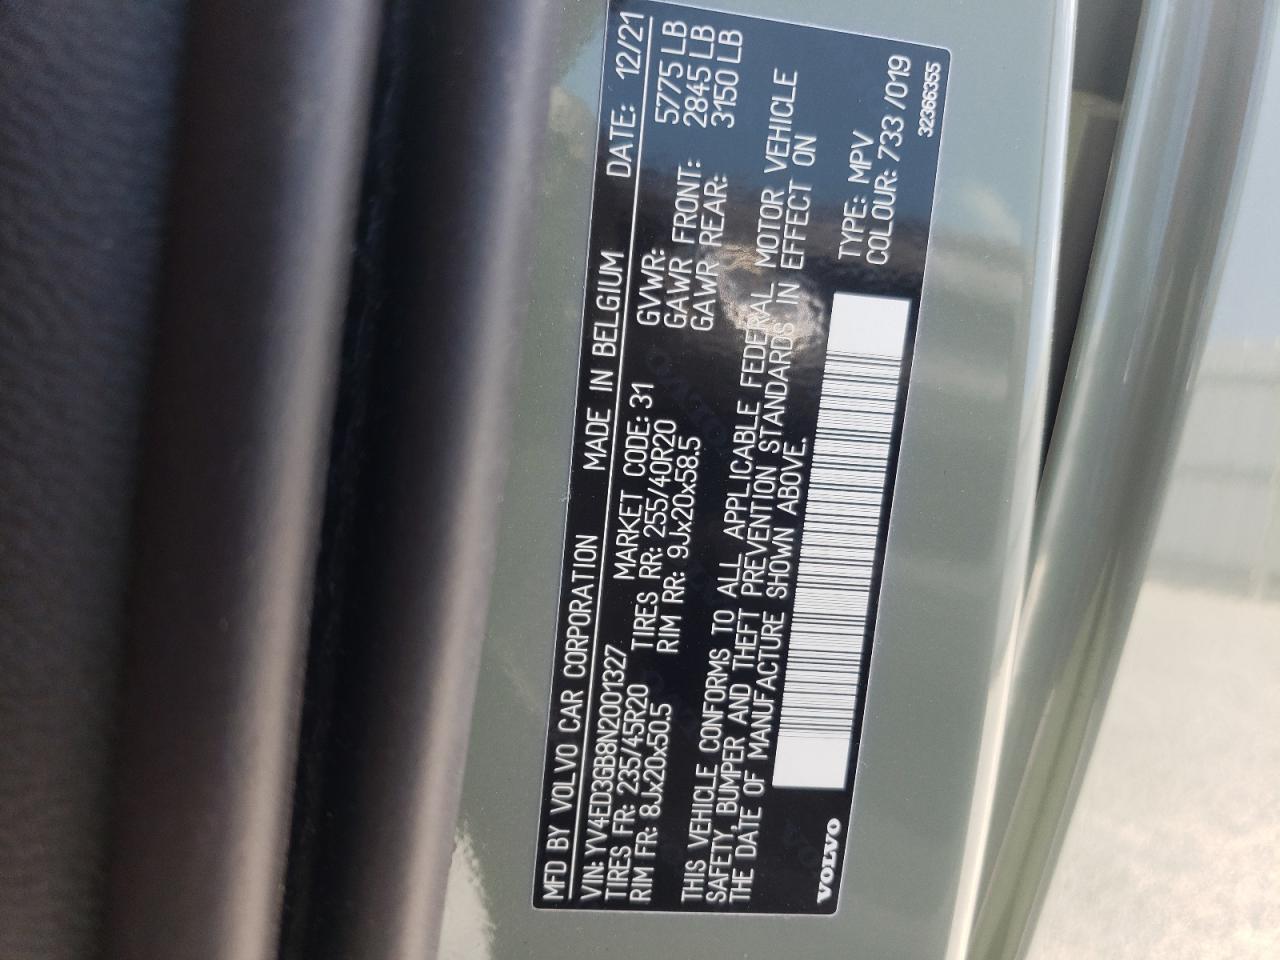 MFD BY VOLVO CAR CORPORATION MADE IN BELGIUM DATE: 12/21
VIN: YV4ED3GB8N2001327 MARKET CODE: 31 GVWR: 5775 LB
TIRES FR: 235/45R20 TIRES RR: 255/40R20 GAWR FRONT: 2845 LB
RIM FR: 8Jx20x50.5 RIM RR: 9Jx20x58.5 GAWR REAR: 3150 LB
THIS VEHICLE CONFORMS TO ALL APPLICABLE FEDERAL MOTOR VEHICLE
SAFETY, BUMPER AND THEFT PREVENTION STANDARDS IN EFFECT ON
THE DATE OF MANUFACTURE SHOWN ABOVE.
TYPE: MPV
COLOUR: 733 /019
VOLVO
32366355